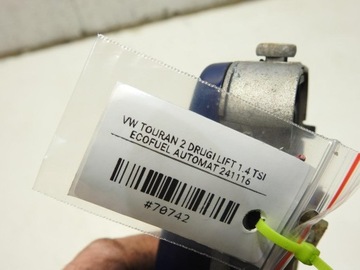 VW TOURAN 2 DRUGI LIFT 1.4 TSI
ECOFUEL AUTOMAT 241116
#70742